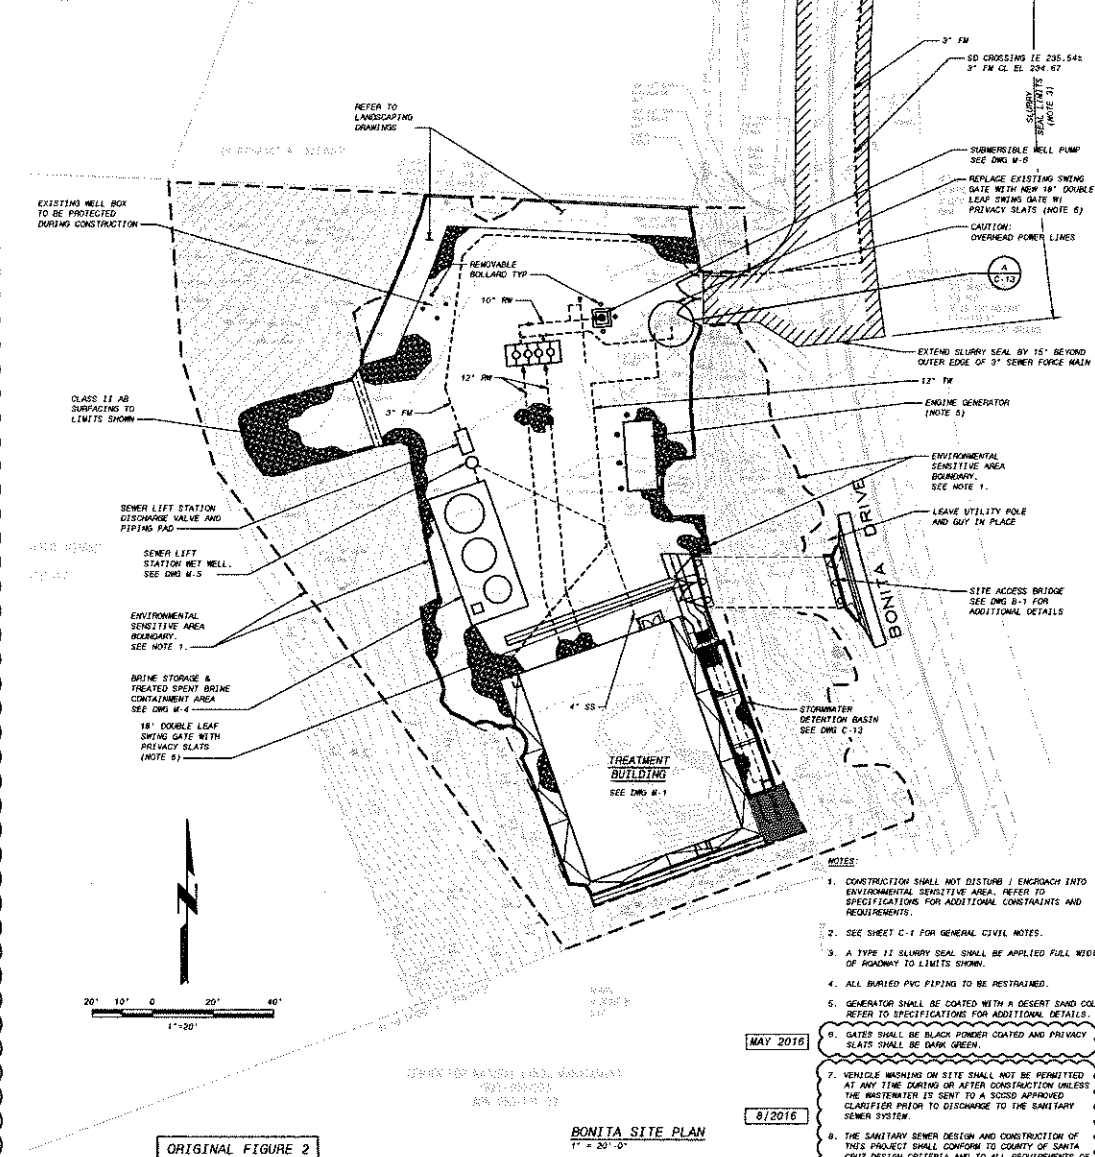 3" FM
SD CROSSING IE 235.54±
3" FM CL EL 234.67
SLURRY
SEAL LIMITS
(NOTE 3)
REFER TO
LANDSCAPING
DRAWINGS
SUBMERSIBLE WELL PUMP
SEE DWG M-6
REPLACE EXISTING SWING
GATE WITH NEW 18' DOUBLE
LEAF SWING GATE W/
PRIVACY SLATS (NOTE 6)
EXISTING WELL BOX
TO BE PROTECTED
DURING CONSTRUCTION
CAUTION:
OVERHEAD POWER LINES
REMOVABLE
BOLLARD TYP
A
C-13
10" RW
EXTEND SLURRY SEAL BY 15' BEYOND
OUTER EDGE OF 3" SEWER FORCE MAIN
12" RW
12" TW
CLASS II AB
SURFACING TO
LIMITS SHOWN
3" FM
ENGINE GENERATOR
(NOTE 5)
ENVIRONMENTAL
SENSITIVE AREA
BOUNDARY.
SEE NOTE 1.
SEWER LIFT STATION
DISCHARGE VALVE AND
PIPING PAD
LEAVE UTILITY POLE
AND GUY IN PLACE
SEWER LIFT
STATION WET WELL.
SEE DWG M-5
BONITA DRIVE
SITE ACCESS BRIDGE
SEE DWG B-1 FOR
ADDITIONAL DETAILS
ENVIRONMENTAL
SENSITIVE AREA
BOUNDARY.
SEE NOTE 1.
BRINE STORAGE &
TREATED SPENT BRINE
CONTAINMENT AREA
SEE DWG M-4
4" SS
STORMWATER
DETENTION BASIN
SEE DWG C-13
18' DOUBLE LEAF
SWING GATE WITH
PRIVACY SLATS
(NOTE 6)
TREATMENT
BUILDING
SEE DWG M-1
N
20' 10' 0 20' 40'
1"=20'
NOTES:
1. CONSTRUCTION SHALL NOT DISTURB / ENCROACH INTO
ENVIRONMENTAL SENSITIVE AREA. REFER TO
SPECIFICATIONS FOR ADDITIONAL CONSTRAINTS AND
REQUIREMENTS.
2. SEE SHEET C-1 FOR GENERAL CIVIL NOTES.
3. A TYPE II SLURRY SEAL SHALL BE APPLIED FULL WIDT
OF ROADWAY TO LIMITS SHOWN.
4. ALL BURIED PVC PIPING TO BE RESTRAINED.
5. GENERATOR SHALL BE COATED WITH A DESERT SAND COL
REFER TO SPECIFICATIONS FOR ADDITIONAL DETAILS.
MAY 2016
6. GATES SHALL BE BLACK POWDER COATED AND PRIVACY
SLATS SHALL BE DARK GREEN.
7. VEHICLE WASHING ON SITE SHALL NOT BE PERMITTED
AT ANY TIME DURING OR AFTER CONSTRUCTION UNLESS
THE WASTEWATER IS SENT TO A SCCSD APPROVED
CLARIFIER PRIOR TO DISCHARGE TO THE SANITARY
SEWER SYSTEM.
8/2016
8. THE SANITARY SEWER DESIGN AND CONSTRUCTION OF
THIS PROJECT SHALL CONFORM TO COUNTY OF SANTA
CRUZ DESIGN CRITERIA AND TO ALL REQUIREMENTS OF
BONITA SITE PLAN
1" = 20'-0"
ORIGINAL FIGURE 2